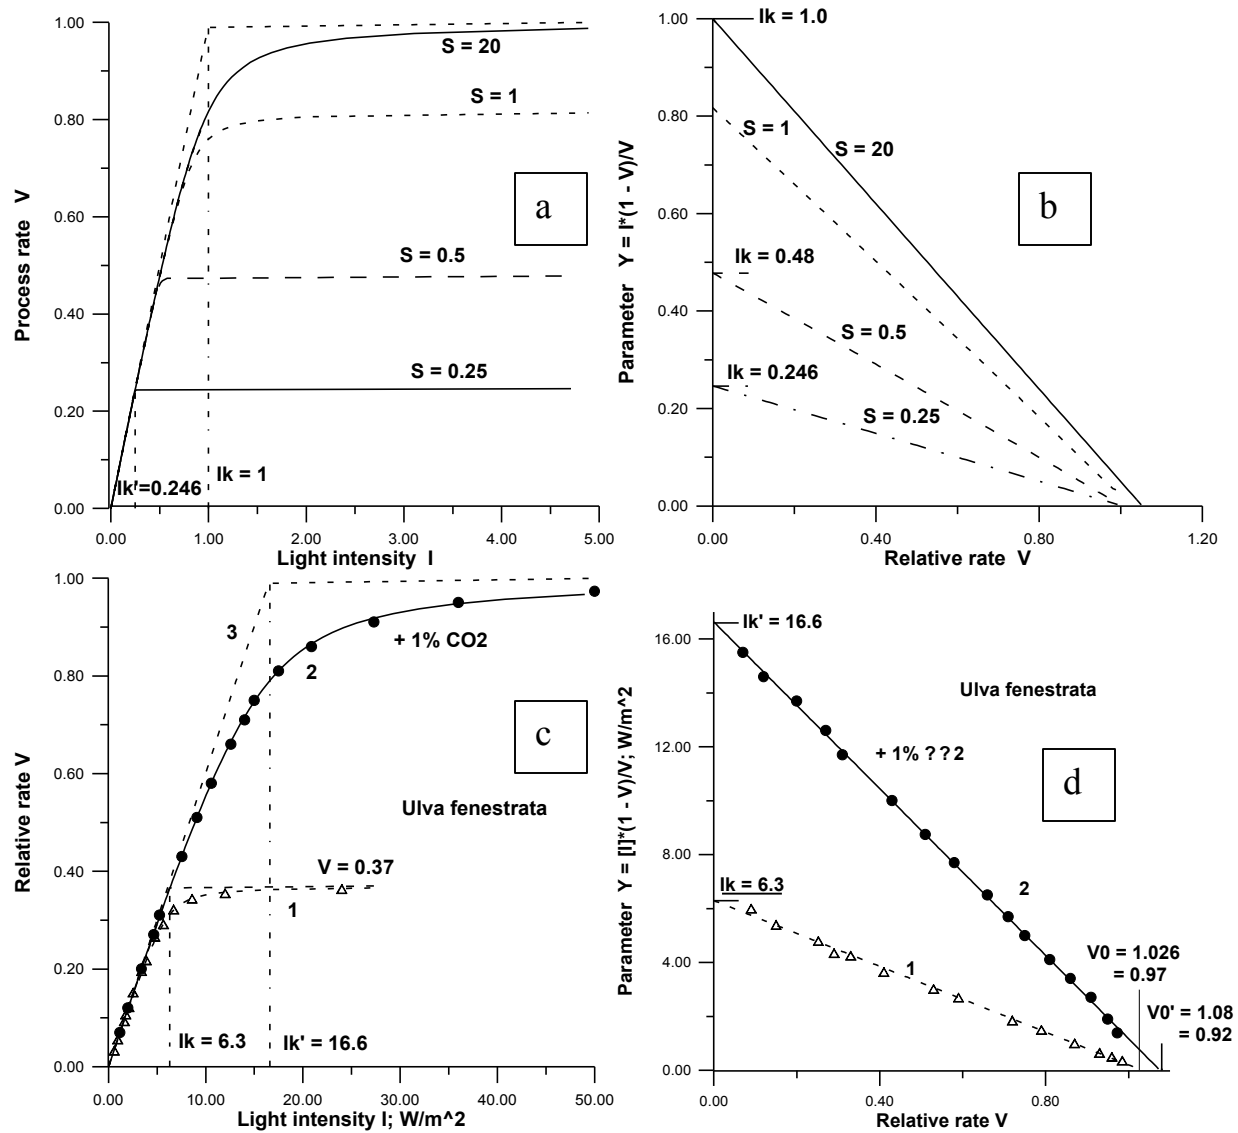 1.00
0.80
0.60
0.40
0.20
0.00
Process rate V
S = 20
S = 1
a
S = 0.5
S = 0.25
Ik'=0.246
Ik = 1
0.00 1.00 2.00 3.00 4.00 5.00
Light intensity I
1.00
0.80
0.60
0.40
0.20
0.00
Parameter Y = I*(1 - V)/V
Ik = 1.0
S = 1
S = 20
b
Ik = 0.48
S = 0.5
Ik = 0.246
S = 0.25
0.00 0.40 0.80 1.20
Relative rate V
1.00
0.80
0.60
0.40
0.20
0.00
Relative rate V
3
+ 1% CO2
2
c
Ulva fenestrata
V = 0.37
1
Ik = 6.3
Ik' = 16.6
0.00 10.00 20.00 30.00 40.00 50.00
Light intensity I; W/m^2
16.00
12.00
8.00
4.00
0.00
Parameter Y = [I]*(1 - V)/V; W/m^2
Ik' = 16.6
Ulva fenestrata
+ 1% ??2
d
Ik = 6.3
2
1
V0 = 1.026
= 0.97
V0' = 1.08
= 0.92
0.00 0.40 0.80
Relative rate V